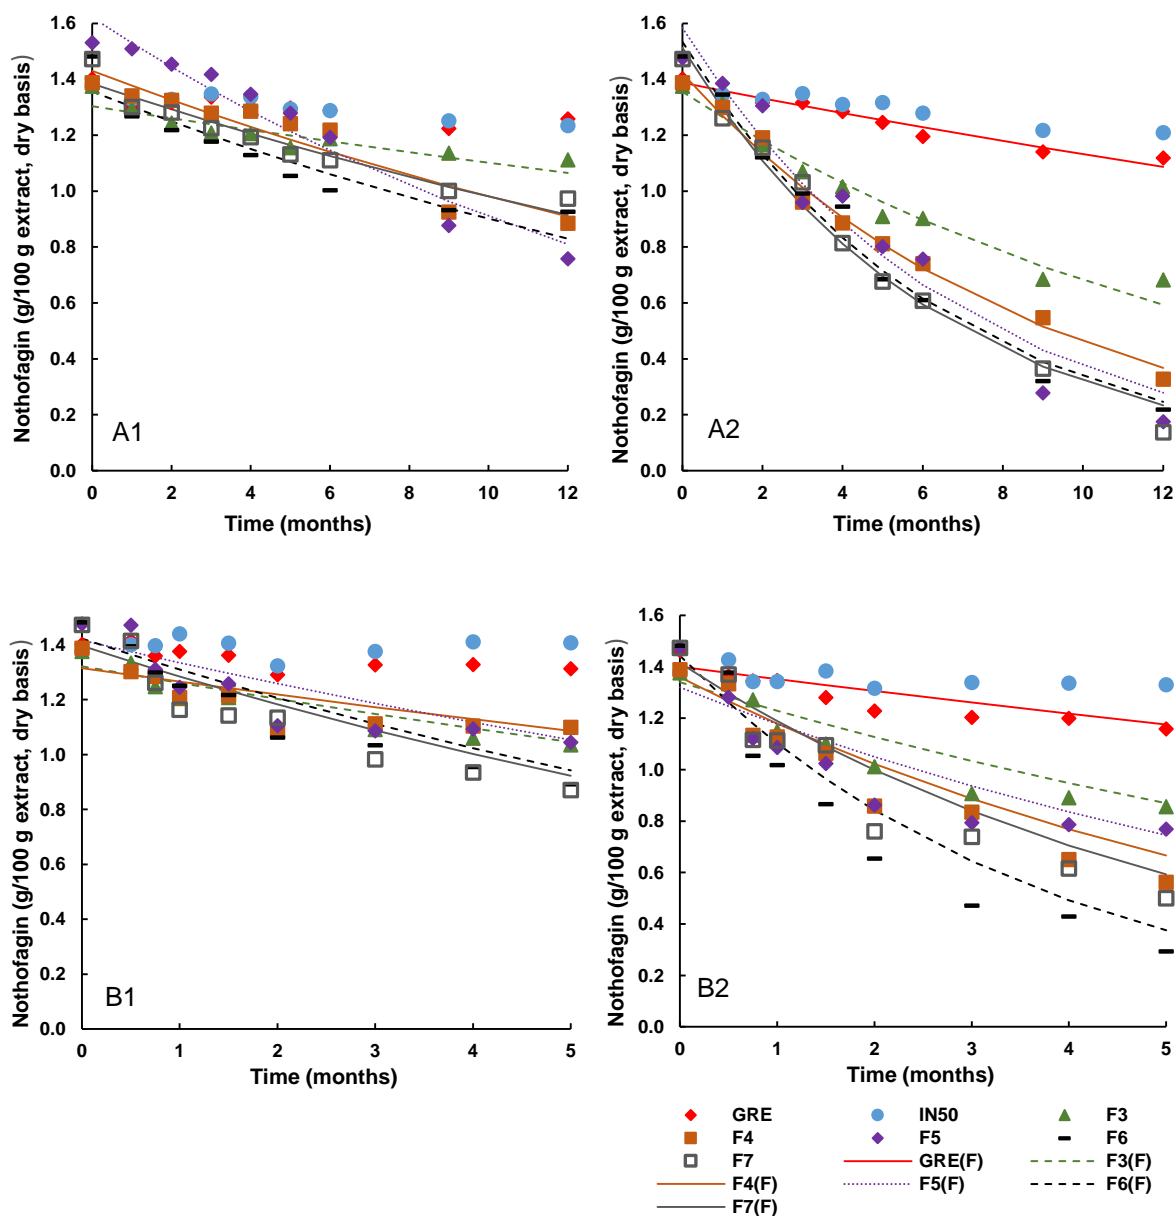 Nothofagin (g/100 g extract, dry basis)
1.6
1.4
1.2
1.0
0.8
0.6
0.4
0.2
0.0
A1
0 2 4 6 8 10 12
Time (months)
Nothofagin (g/100 g extract, dry basis)
1.6
1.4
1.2
1.0
0.8
0.6
0.4
0.2
0.0
A2
0 2 4 6 8 10 12
Time (months)
Nothofagin (g/100 g extract, dry basis)
1.4
1.2
1.0
0.8
0.6
0.4
0.2
0.0
B1
0 1 2 3 4 5
Time (months)
Nothofagin (g/100 g extract, dry basis)
1.6
1.4
1.2
1.0
0.8
0.6
0.4
0.2
0.0
B2
0 1 2 3 4 5
Time (months)
GRE IN50 F3
F4 F5 F6
F7 GRE(F) F3(F)
F4(F) F5(F) F6(F)
F7(F)